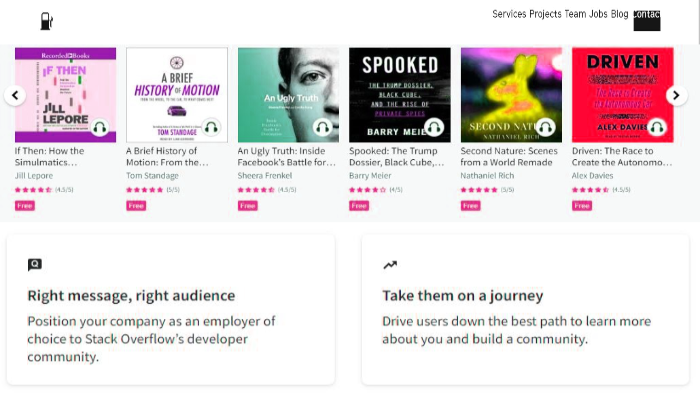 Services Projects Team Jobs Blog Contac
Recorded Books
IF THEN
JILL
LEPORE
A BRIEF
HISTORY of
MOTION
TOM STANDAGE
An Ugly Truth
SPOOKED
THE TRUMP DOSSIER,
BLACK CUBE,
AND THE RISE OF
PRIVATE SPIES
BARRY MEIE
SECOND NATU
NATHANIEL RICH
DRIVEN
ALEX DAVIES
If Then: How the
Simulmatics...
Jill Lepore
(4.5/5)
Free
A Brief History of
Motion: From the...
Tom Standage
(5/5)
Free
An Ugly Truth: Inside
Facebook's Battle for...
Sheera Frenkel
(4.5/5)
Free
Spooked: The Trump
Dossier, Black Cube,...
Barry Meier
(4/5)
Free
Second Nature: Scenes
from a World Remade
Nathaniel Rich
(5/5)
Free
Driven: The Race to
Create the Autonomo...
Alex Davies
(4.5/5)
Free
Right message, right audience
Position your company as an employer of
choice to Stack Overflow's developer
community.
Take them on a journey
Drive users down the best path to learn more
about you and build a community.